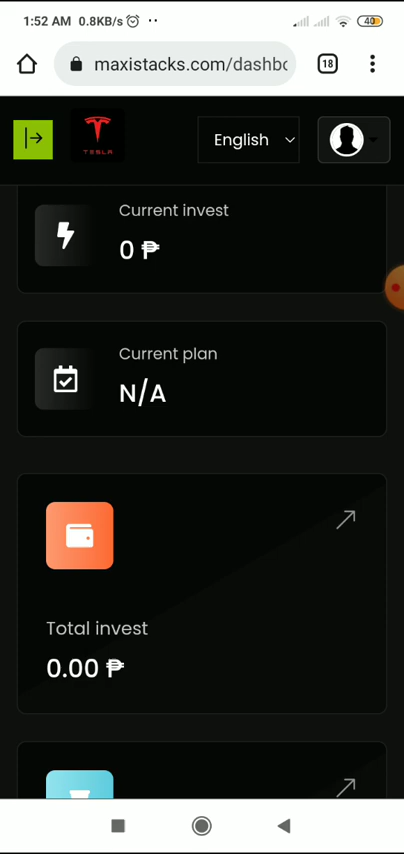 1:52 AM 0.8KB/s
40
maxistacks.com/dashbo
18
TESLA
English
Current invest
0 ₱
Current plan
N/A
Total invest
0.00 ₱